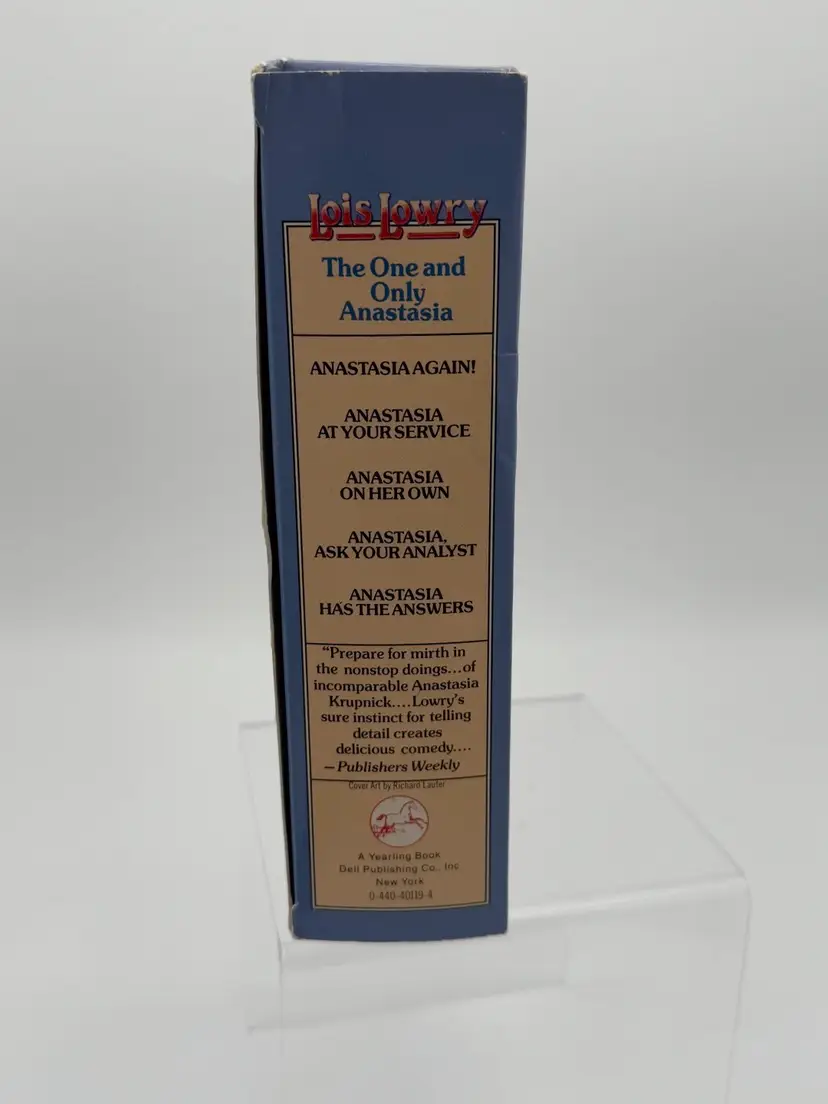 Lois Lowry
The One and
Only
Anastasia
ANASTASIA AGAIN!
ANASTASIA
AT YOUR SERVICE
ANASTASIA
ON HER OWN
ANASTASIA,
ASK YOUR ANALYST
ANASTASIA
HAS THE ANSWERS
“Prepare for mirth in
the nonstop doings...of
incomparable Anastasia
Krupnick....Lowry’s
sure instinct for telling
detail creates
delicious comedy....
—Publishers Weekly
Cover Art by Richard Laufer
A Yearling Book
Dell Publishing Co., Inc
New York
0-440-40119-4